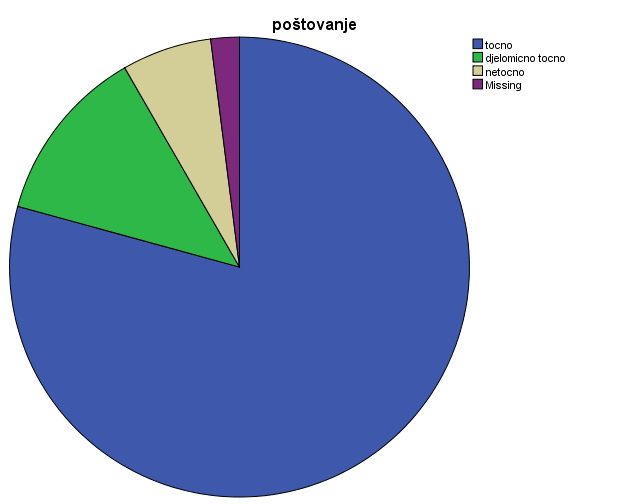 poštovanje
tocno
djelomicno tocno
netocno
Missing